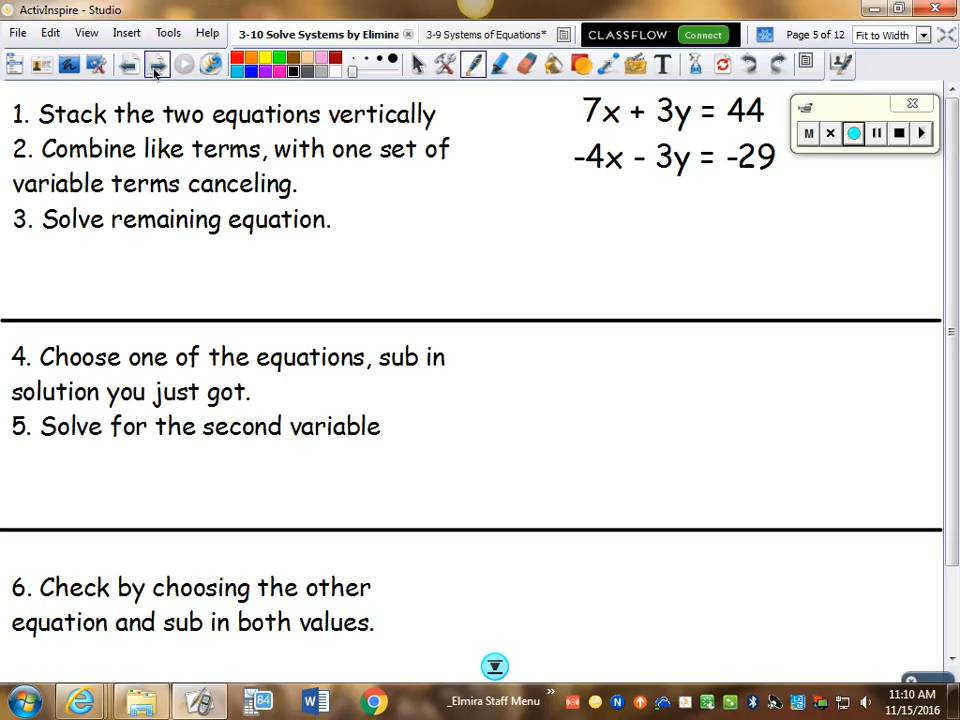 ActivInspire - Studio
File Edit View Insert Tools Help
3-10 Solve Systems by Elimina
3-9 Systems of Equations*
CLASSFLOW
Connect
Page 5 of 12
Fit to Width
1. Stack the two equations vertically
2. Combine like terms, with one set of
variable terms canceling.
3. Solve remaining equation.
7x + 3y = 44
-4x - 3y = -29
M
4. Choose one of the equations, sub in
solution you just got.
5. Solve for the second variable
6. Check by choosing the other
equation and sub in both values.
84
_Elmira Staff Menu
»
11:10 AM
11/15/2016